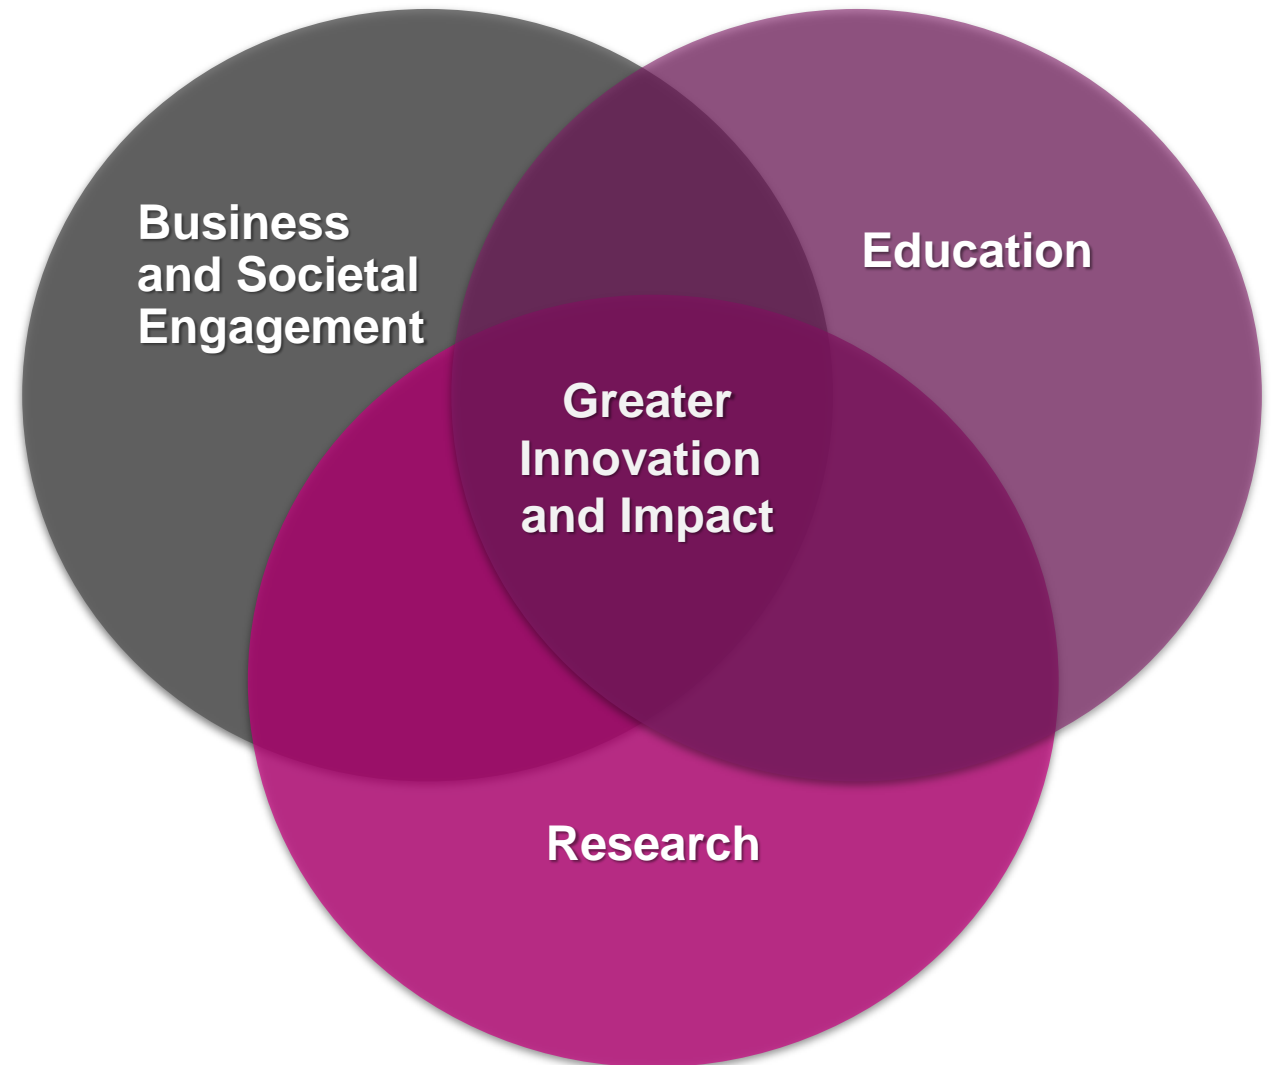 Business
and Societal
Engagement
Education
Greater
Innovation
and Impact
Research